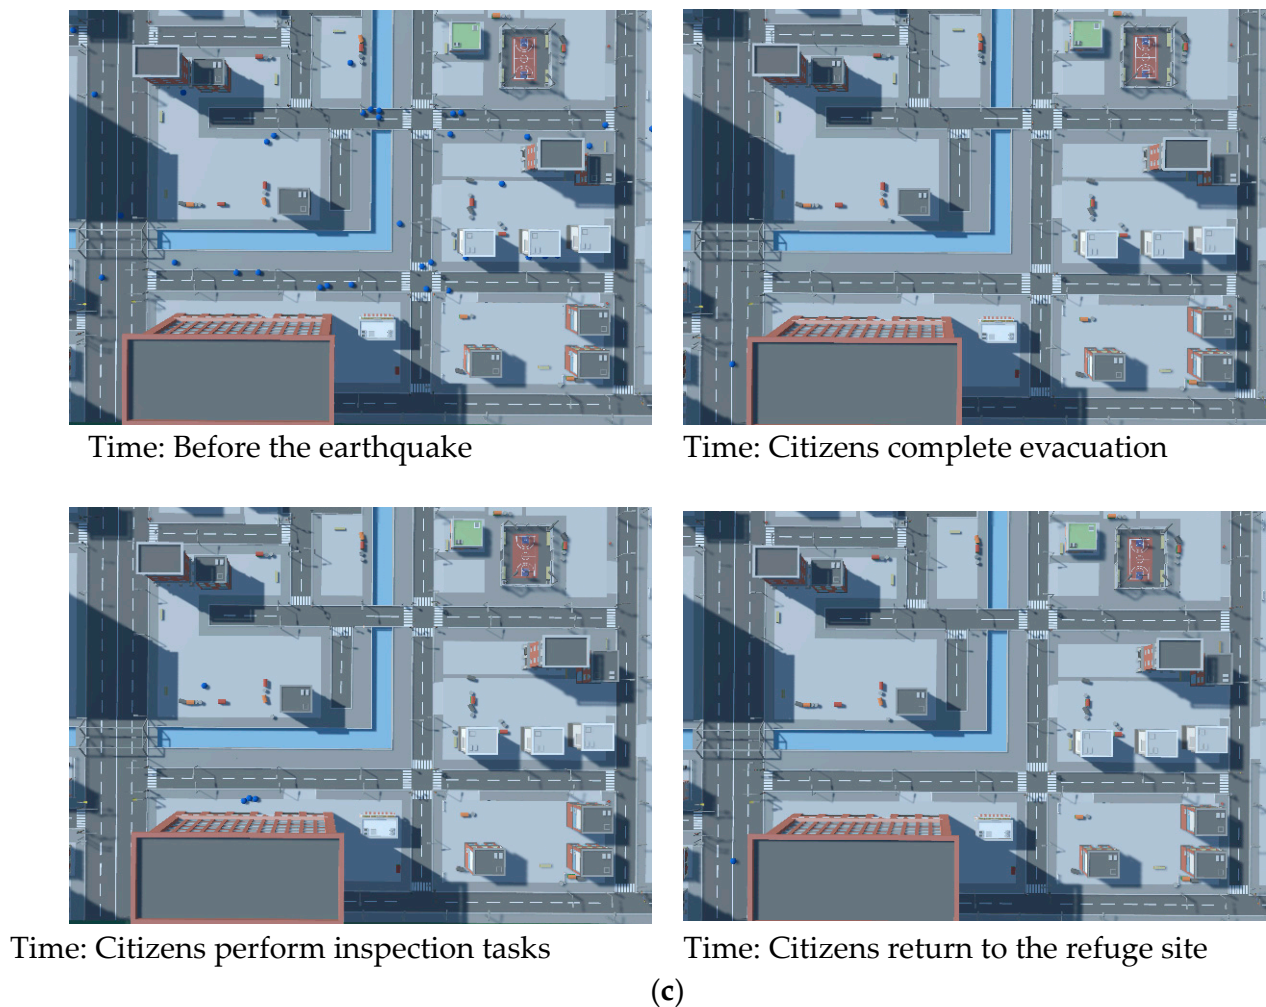 Time: Before the earthquake
Time: Citizens complete evacuation
Time: Citizens perform inspection tasks
Time: Citizens return to the refuge site
(c)